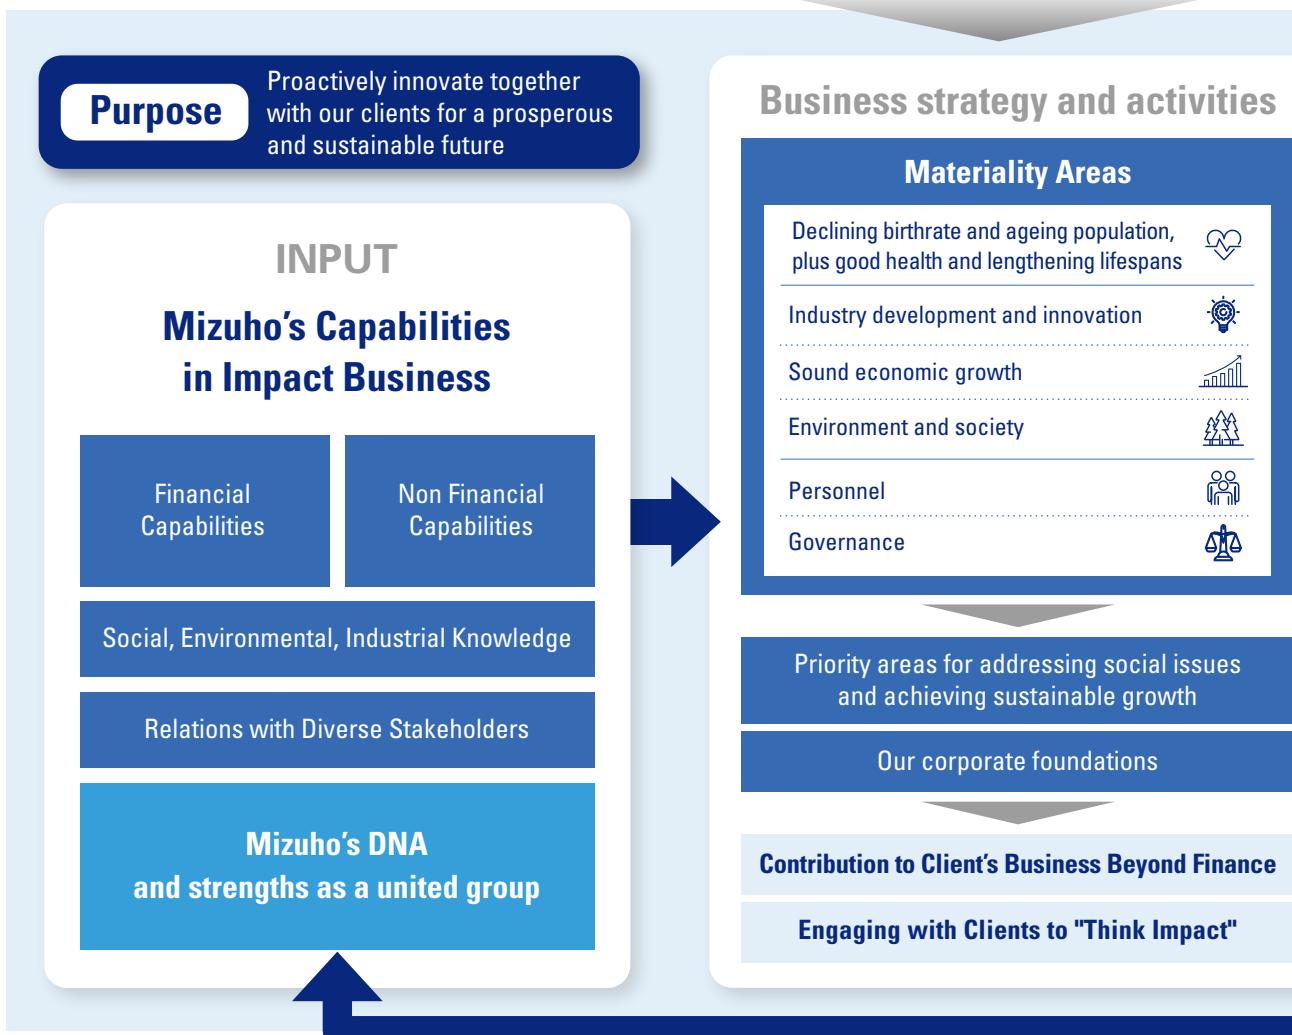 Purpose
Proactively innovate together
with our clients for a prosperous
and sustainable future
INPUT
Mizuho’s Capabilities
in Impact Business
Financial
Capabilities
Non Financial
Capabilities
Social, Environmental, Industrial Knowledge
Relations with Diverse Stakeholders
Mizuho’s DNA
and strengths as a united group
Business strategy and activities
Materiality Areas
Declining birthrate and ageing population,
plus good health and lengthening lifespans
Industry development and innovation
Sound economic growth
Environment and society
Personnel
Governance
Priority areas for addressing social issues
and achieving sustainable growth
Our corporate foundations
Contribution to Client’s Business Beyond Finance
Engaging with Clients to "Think Impact"